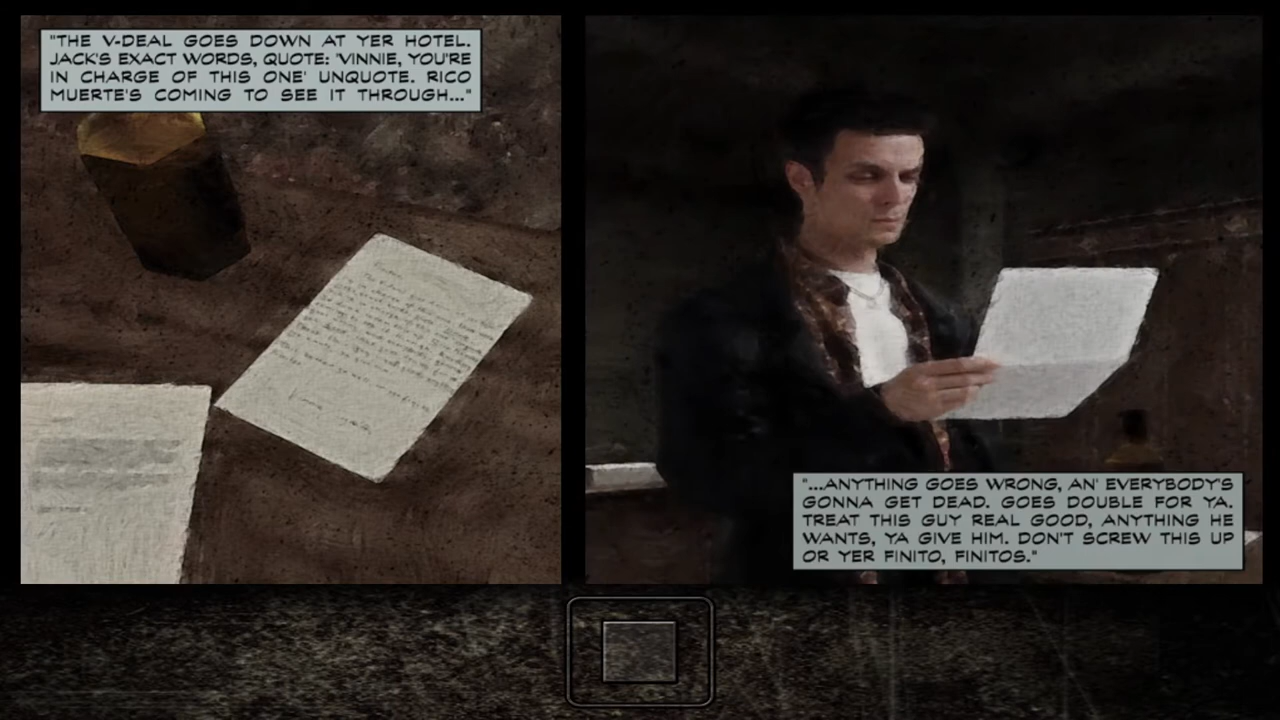 "THE V-DEAL GOES DOWN AT YER HOTEL.
JACK'S EXACT WORDS, QUOTE: 'VINNIE, YOU'RE
IN CHARGE OF THIS ONE' UNQUOTE. RICO
MUERTE'S COMING TO SEE IT THROUGH..."
"...ANYTHING GOES WRONG, AN' EVERYBODY'S
GONNA GET DEAD. GOES DOUBLE FOR YA.
TREAT THIS GUY REAL GOOD, ANYTHING HE
WANTS, YA GIVE HIM. DON'T SCREW THIS UP
OR YER FINITO, FINITOS."